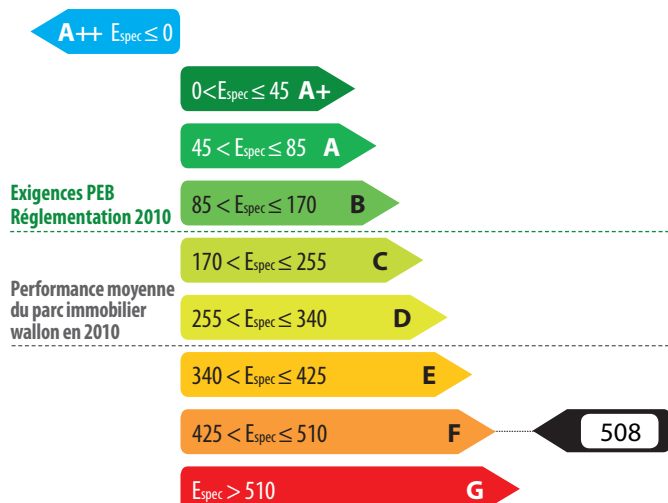 A++ Espec ≤ 0
0<Espec ≤ 45 A+
45 < Espec ≤ 85 A
Exigences PEB
Réglementation 2010
85 < Espec ≤ 170 B
170 < Espec ≤ 255 C
Performance moyenne
du parc immobilier
wallon en 2010
255 < Espec ≤ 340 D
340 < Espec ≤ 425 E
425 < Espec ≤ 510 F
508
Espec > 510 G